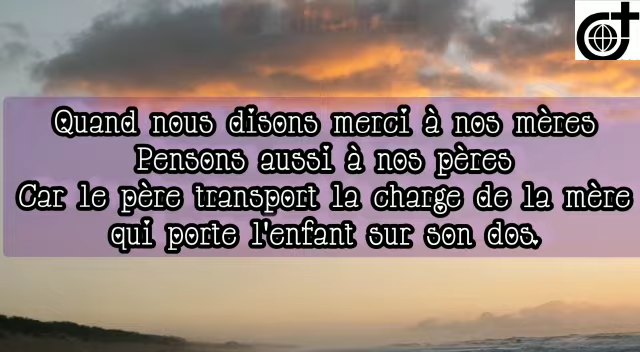 Quand nous disons merci à nos mères
Pensons aussi à nos pères
Car le père transport la charge de la mère
qui porte l'enfant sur son dos.